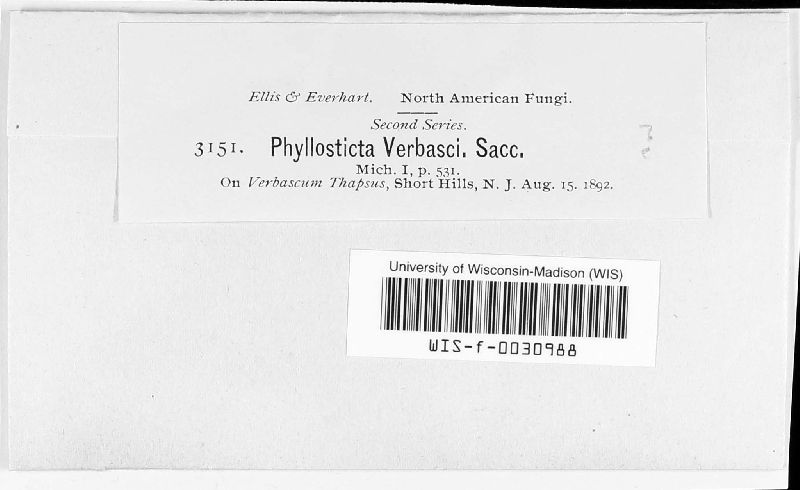 Ellis & Everhart. North American Fungi.
Second Series.
3151. Phyllosticta Verbasci. Sacc.
Mich. I, p. 531.
On Verbascum Thapsus, Short Hills, N. J. Aug. 15. 1892.
University of Wisconsin-Madison (WIS)
WIS-f-0030988